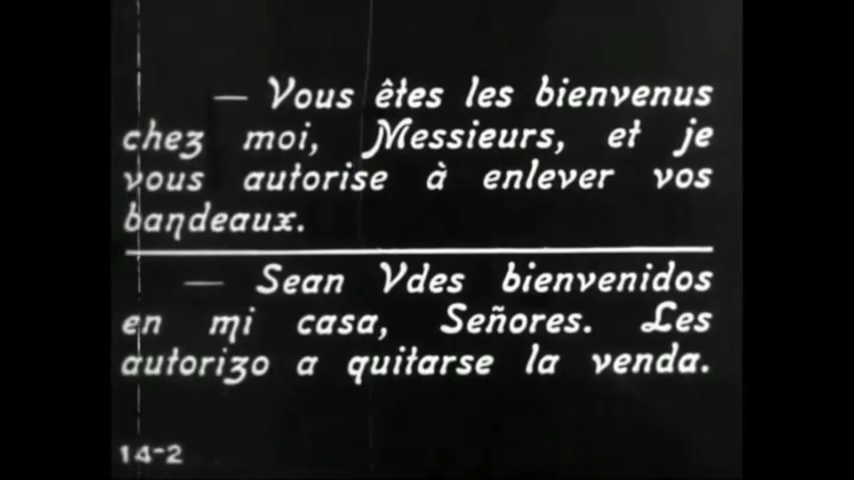 — Vous êtes les bienvenus
chez moi, Messieurs, et je
vous autorise à enlever vos
bandeaux.
— Sean Vdes bienvenidos
en mi casa, Señores. Les
autorizo a quitarse la venda.
14-2